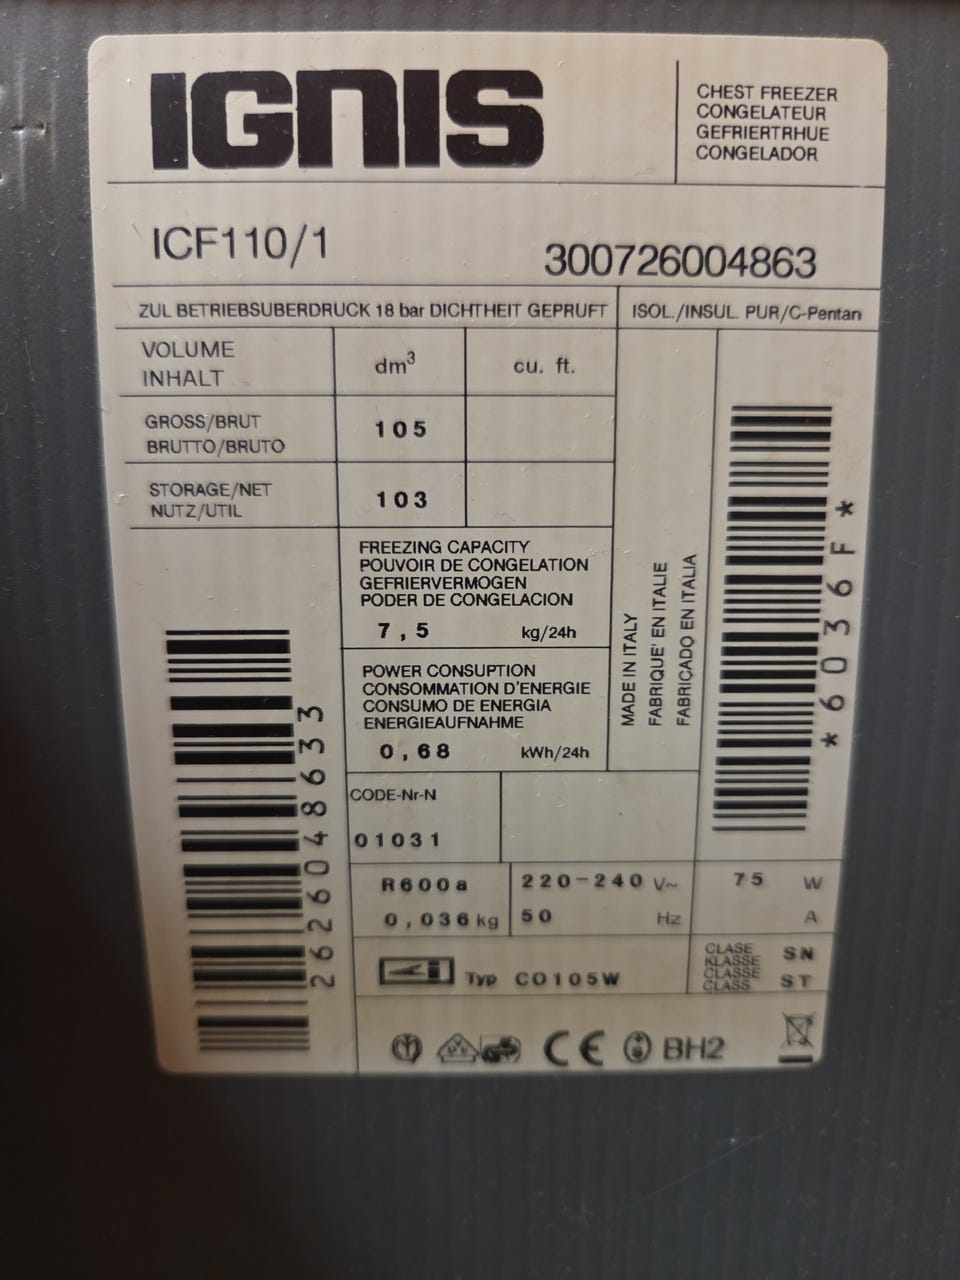 IGNIS
CHEST FREEZER
CONGELATEUR
GEFRIERTRHUE
CONGELADOR
ICF110/1
300726004863
ZUL BETRIEBSUBERDRUCK 18 bar DICHTHEIT GEPRUFT
ISOL./INSUL. PUR/C-Pentan
VOLUME
INHALT
dm³
cu. ft.
GROSS/BRUT
BRUTTO/BRUTO
105
STORAGE/NET
NUTZ/UTIL
103
FREEZING CAPACITY
POUVOIR DE CONGELATION
GEFRIERVERMOGEN
PODER DE CONGELACION
7,5 kg/24h
POWER CONSUPTION
CONSOMMATION D'ENERGIE
CONSUMO DE ENERGIA
ENERGIEAUFNAHME
0,68 kWh/24h
MADE IN ITALY
FABRIQUE' EN ITALIE
FABRICADO EN ITALIA
*6036F*
26260448633
CODE-Nr-N
01031
R600a
0,036 kg
220-240 V~
50 Hz
75 W
A
Typ CO105W
CLASE
KLASSE
CLASSE
CLASS
SN
ST
CE
BH2